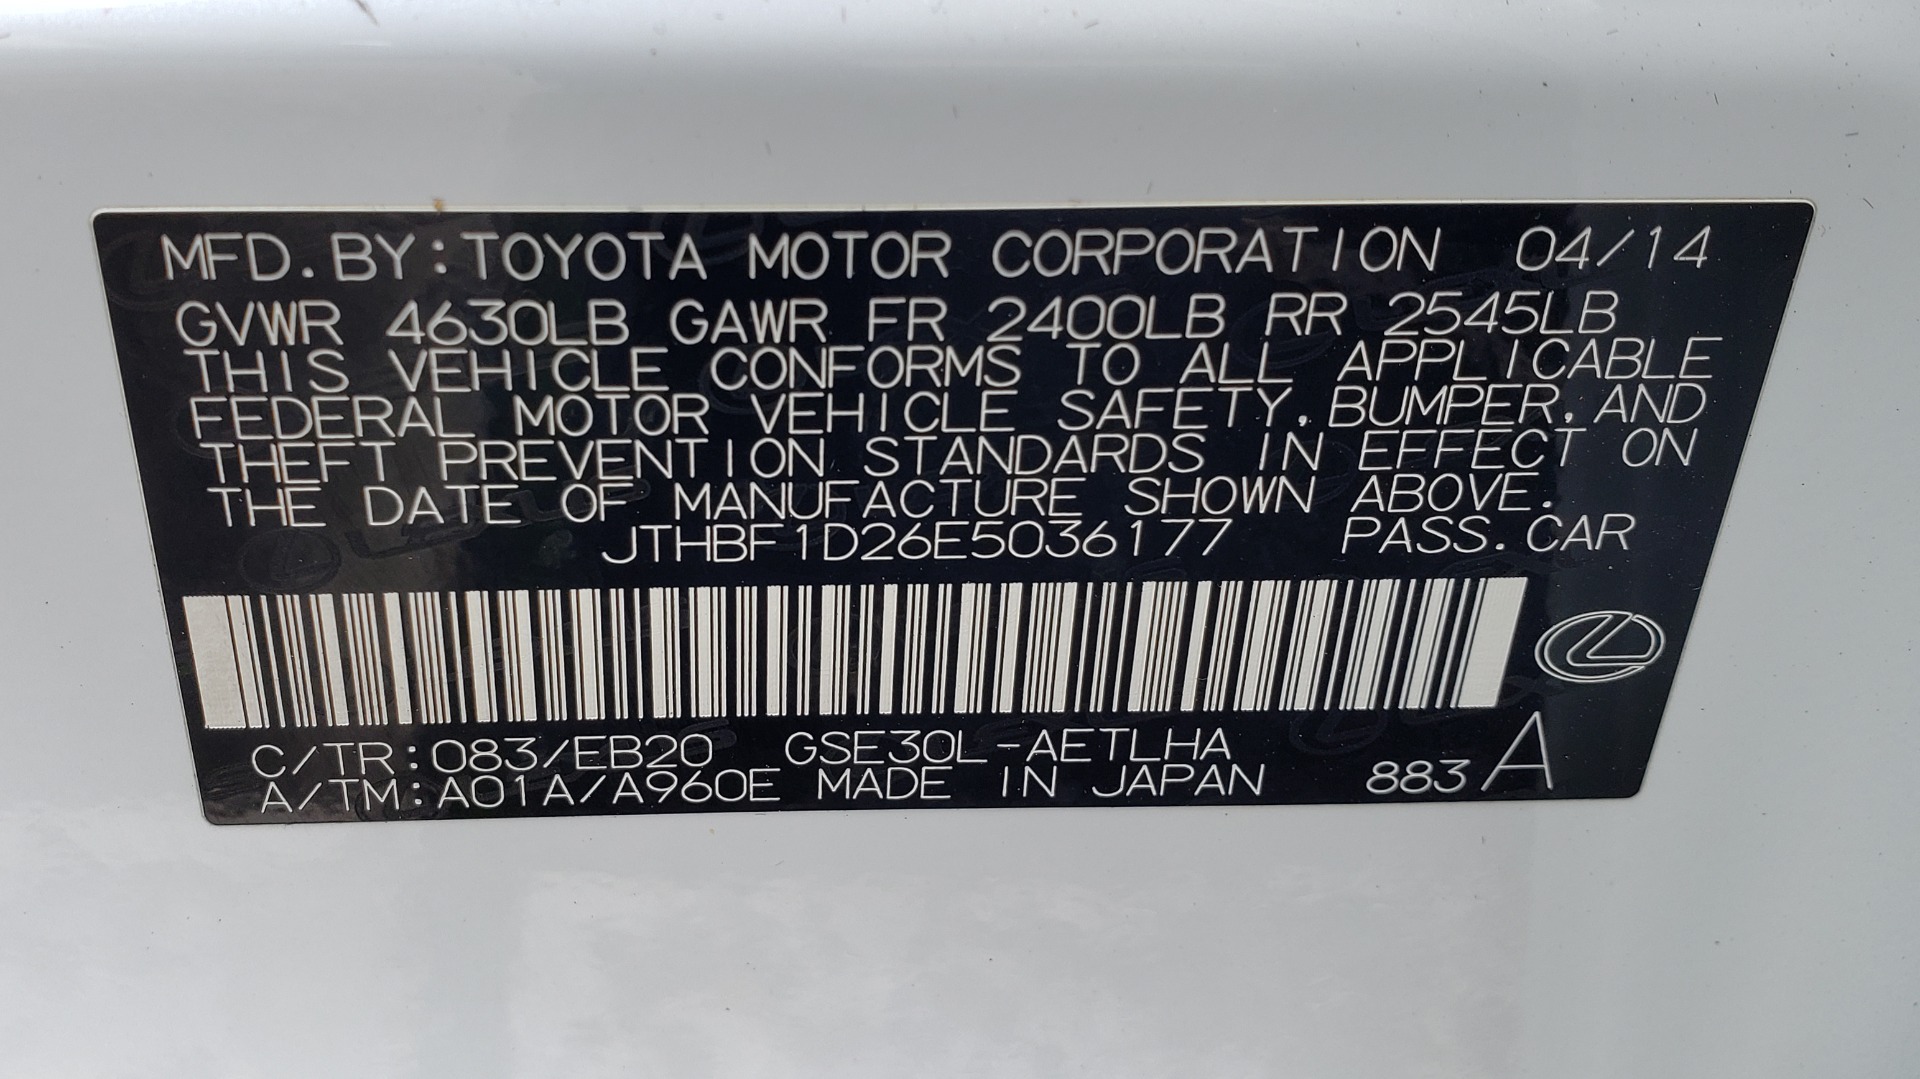 MFD. BY: TOYOTA MOTOR CORPORATION 04/14
GVWR 4630LB GAWR FR 2400LB RR 2545LB
THIS VEHICLE CONFORMS TO ALL APPLICABLE
FEDERAL MOTOR VEHICLE SAFETY, BUMPER, AND
THEFT PREVENTION STANDARDS IN EFFECT ON
THE DATE OF MANUFACTURE SHOWN ABOVE.
JTHBF1D26E5036177 PASS. CAR
C/TR: 083/EB20 GSE30L-AETLHA
A/TM: A01A/A960E MADE IN JAPAN 883 A